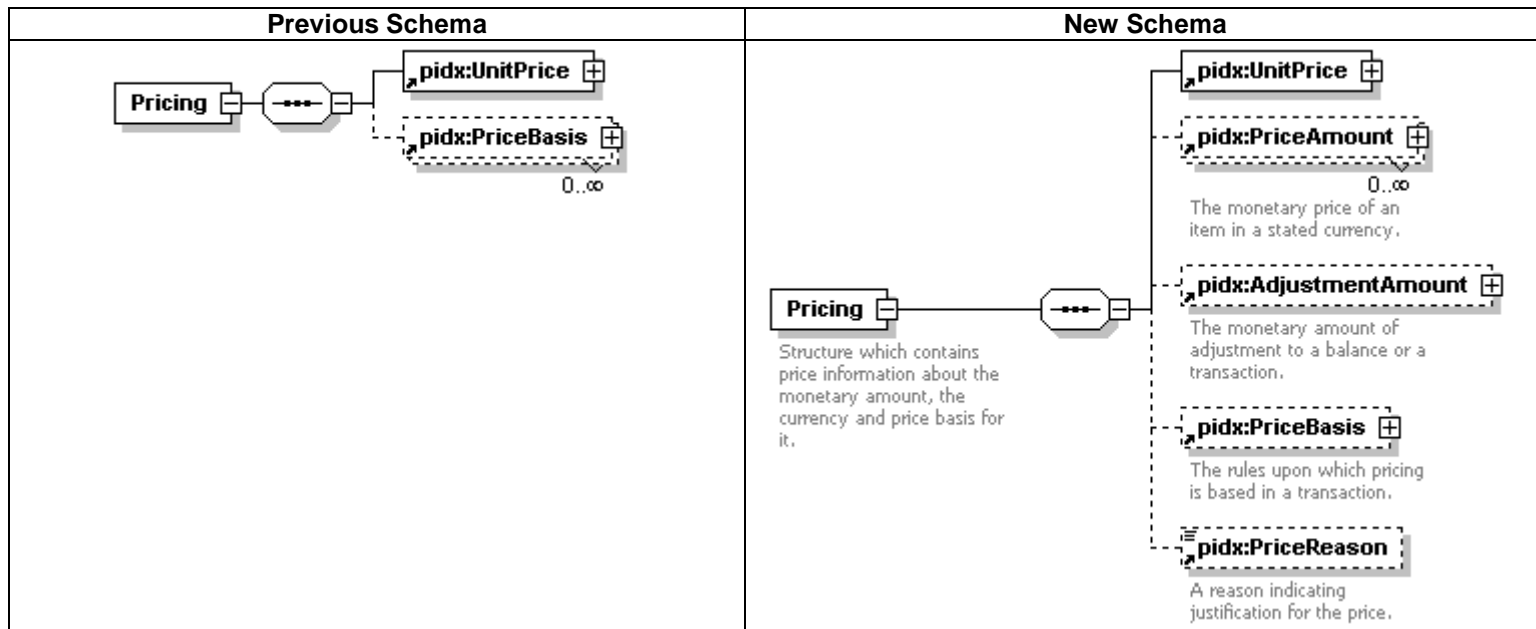 Previous Schema
New Schema
Pricing
pidx:UnitPrice
pidx:PriceBasis
0..∞
pidx:UnitPrice
pidx:PriceAmount
0..∞
The monetary price of an
item in a stated currency.
pidx:AdjustmentAmount
The monetary amount of
adjustment to a balance or a
transaction.
Pricing
Structure which contains
price information about the
monetary amount, the
currency and price basis for
it.
pidx:PriceBasis
The rules upon which pricing
is based in a transaction.
pidx:PriceReason
A reason indicating
justification for the price.